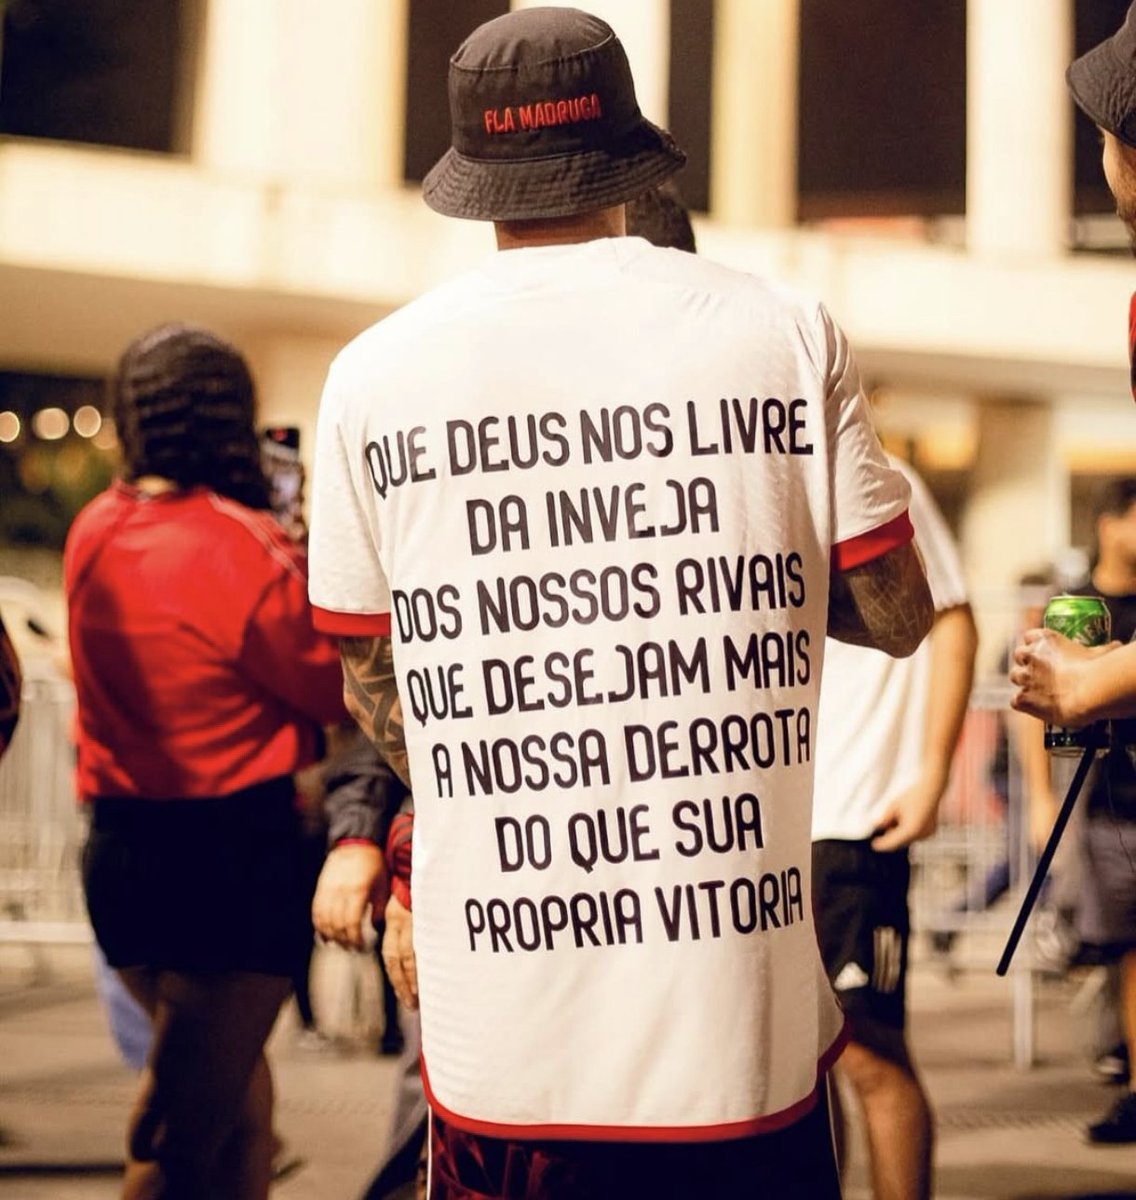 FLA MADRUGA
QUE DEUS NOS LIVRE
DA INVEJA
DOS NOSSOS RIVAIS
QUE DESEJAM MAIS
A NOSSA DERROTA
DO QUE SUA
PROPRIA VITORIA